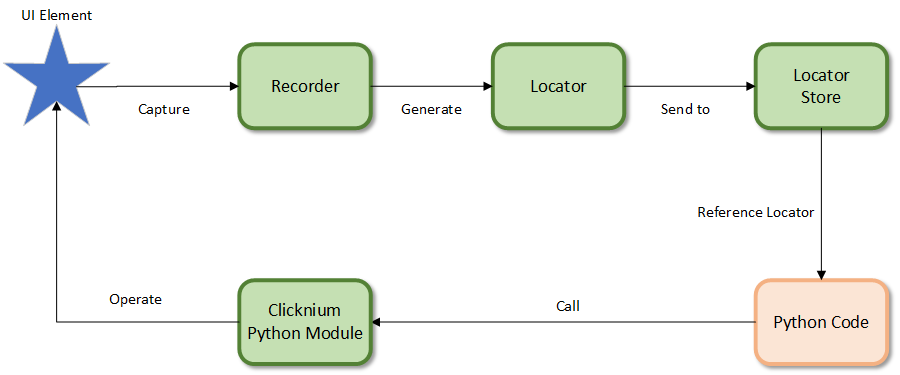 UI Element
Recorder
Locator
Locator
Store
Capture
Generate
Send to
Reference Locator
Operate
Clicknium
Python Module
Call
Python Code